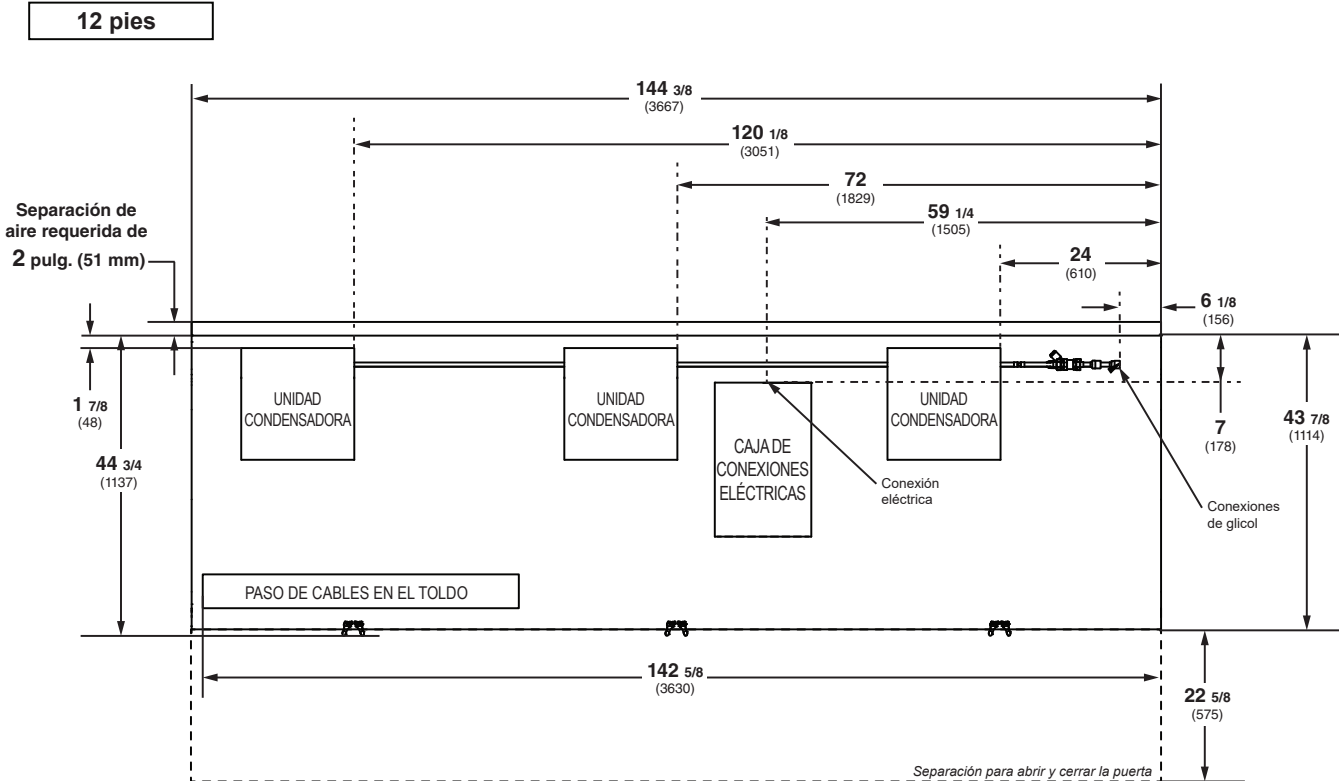 12 pies
144 3/8
(3667)
120 1/8
(3051)
72
(1829)
Separación de
aire requerida de
2 pulg. (51 mm)
59 1/4
(1505)
24
(610)
6 1/8
(156)
1 7/8
(48)
UNIDAD
CONDENSADORA
UNIDAD
CONDENSADORA
UNIDAD
CONDENSADORA
7
(178)
43 7/8
(1114)
44 3/4
(1137)
CAJA DE
CONEXIONES
ELÉCTRICAS
Conexión
eléctrica
Conexiones
de glicol
PASO DE CABLES EN EL TOLDO
142 5/8
(3630)
22 5/8
(575)
Separación para abrir y cerrar la puerta